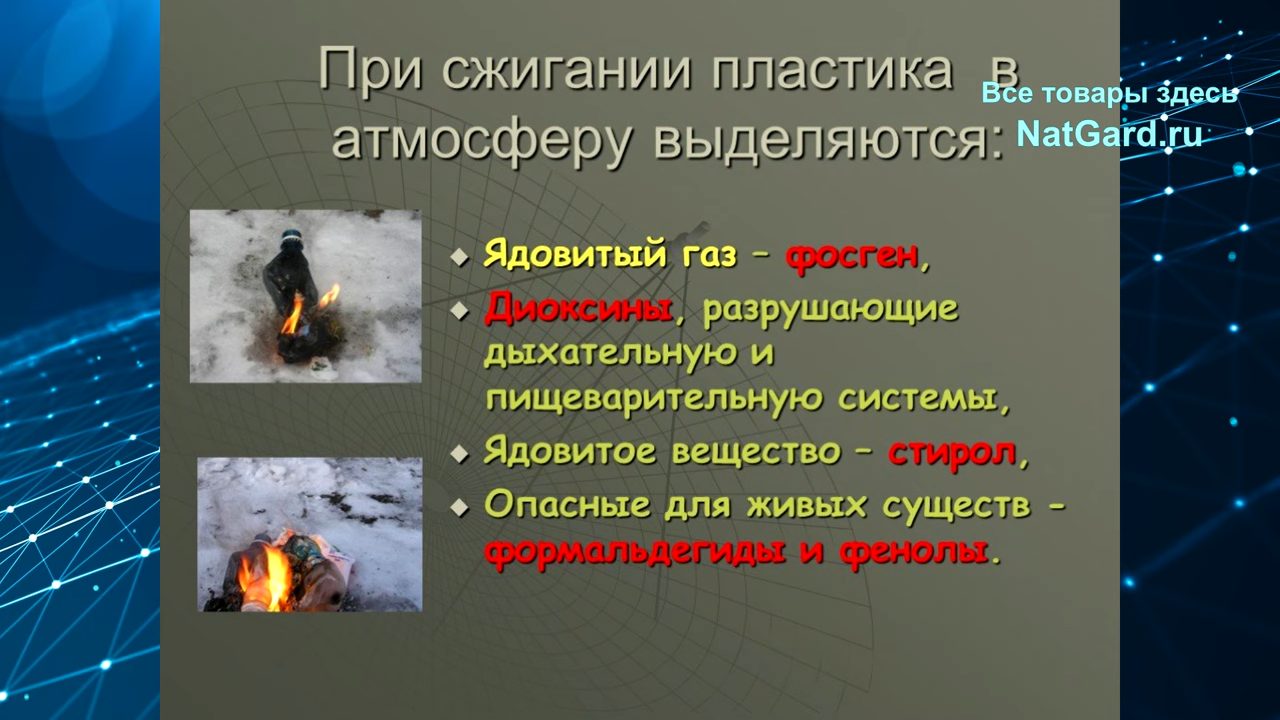 При сжигании пластика в
атмосферу выделяются:
Все товары здесь
NatGard.ru
Ядовитый газ – фосген,
Диоксины, разрушающие
дыхательную и
пищеварительную системы,
Ядовитое вещество – стирол,
Опасные для живых существ –
формальдегиды и фенолы.